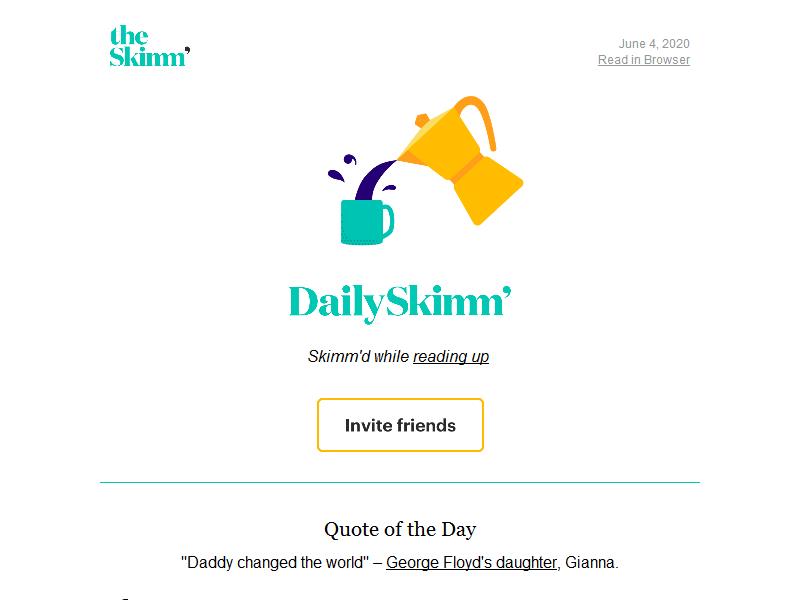 the
Skimm'
June 4, 2020
Read in Browser
DailySkimm'
Skimm'd while reading up
Invite friends
Quote of the Day
"Daddy changed the world" – George Floyd's daughter, Gianna.